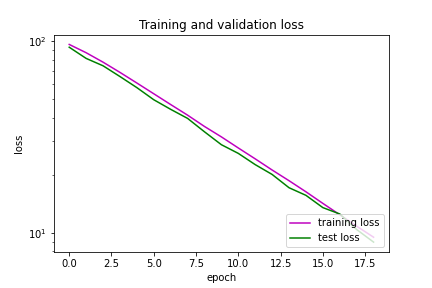 Training and validation loss
10²
loss
10¹
training loss
test loss
0.0 2.5 5.0 7.5 10.0 12.5 15.0 17.5
epoch